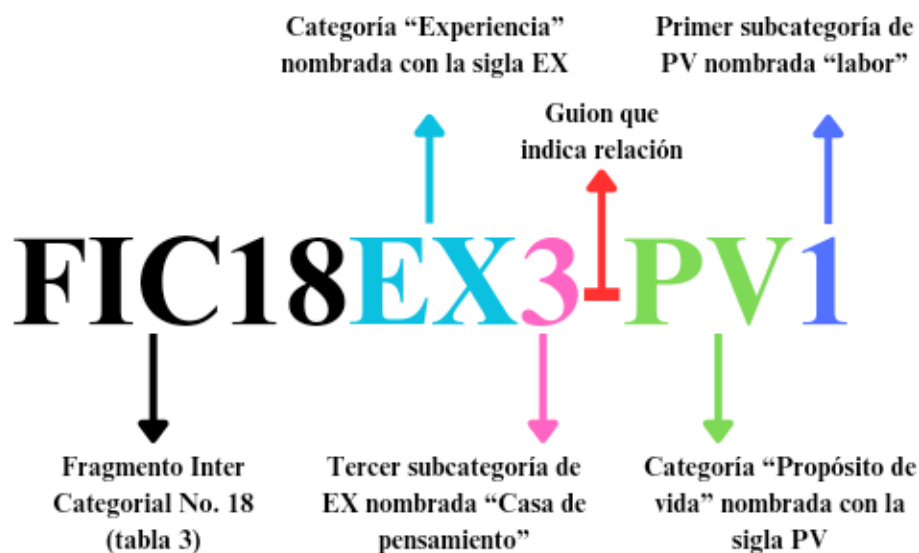 Categoría “Experiencia”
nombrada con la sigla EX
Primer subcategoría de
PV nombrada “labor”
Guion que
indica relación
FIC18EX3-PV1
Fragmento Inter
Categorial No. 18
(tabla 3)
Tercer subcategoría de
EX nombrada “Casa de
pensamiento”
Categoría “Propósito de
vida” nombrada con la
sigla PV